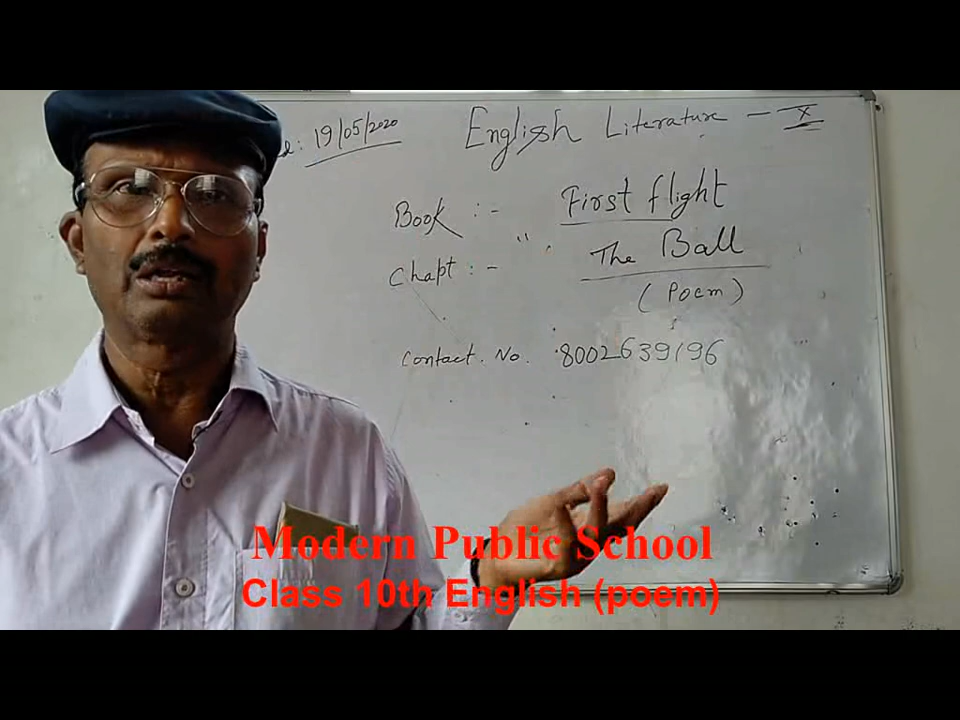 d: 19/05/2020
English Literature - X
Book :- First flight
"
Chapt :- The Ball
(Poem)
Contact. No. 8002639196
Modern Public School
Class 10th English (poem)